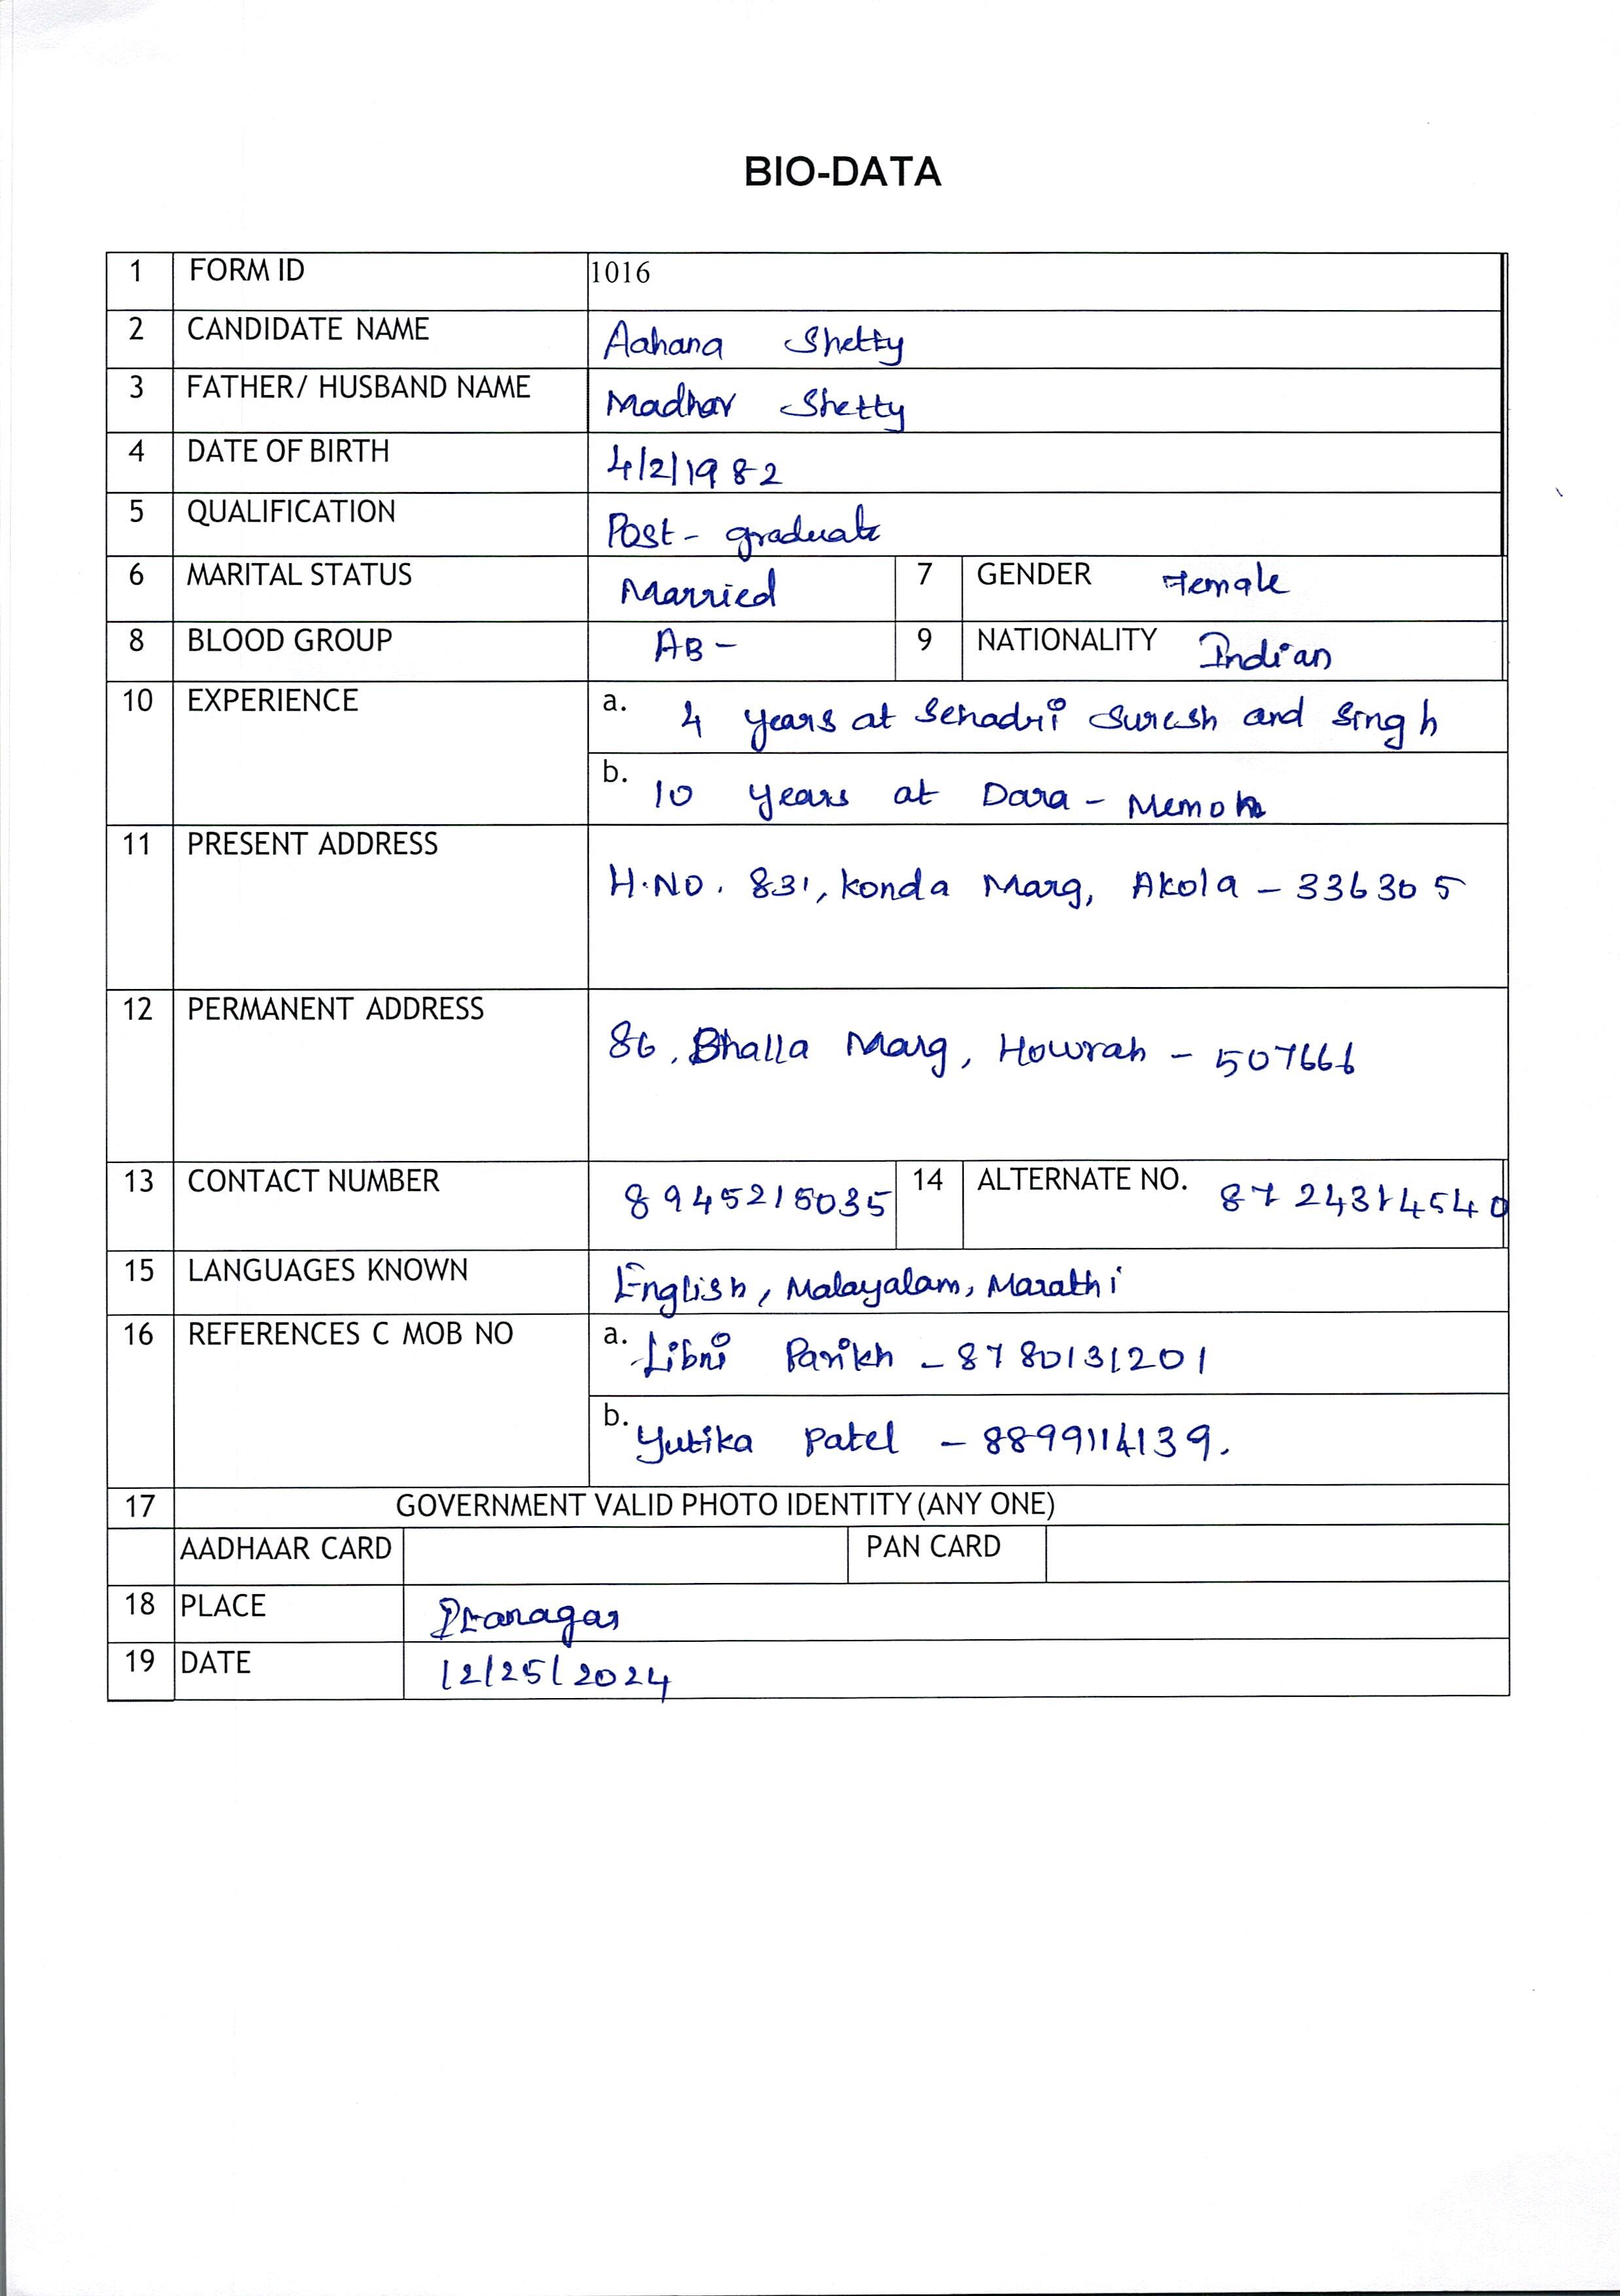 BIO-DATA
1 FORM ID 1016
2 CANDIDATE NAME Aahana Shetty
3 FATHER/ HUSBAND NAME Madhav Shetty
4 DATE OF BIRTH 4/2/1982
5 QUALIFICATION Post-graduate
6 MARITAL STATUS Married 7 GENDER Female
8 BLOOD GROUP AB- 9 NATIONALITY Indian
10 EXPERIENCE a. 4 years at Sehadri Suresh and Singh
b. 10 years at Dara-
11 PRESENT ADDRESS H.NO. 831, Konda Marg, Akola - 336305
12 PERMANENT ADDRESS 86, Bhalla Marg, Howrah - 507666
13 CONTACT NUMBER 8945215035 14 ALTERNATE NO.
15 LANGUAGES KNOWN English, Malayalam, Marathi
16 REFERENCES C MOB NO a. Libni Parikh - 8780131201
b. Yutika Patel - 8899114139.
17 GOVERNMENT VALID PHOTO IDENTITY (ANY ONE)
AADHAAR CARD PAN CARD
18 PLACE
19 DATE 12/25/2024